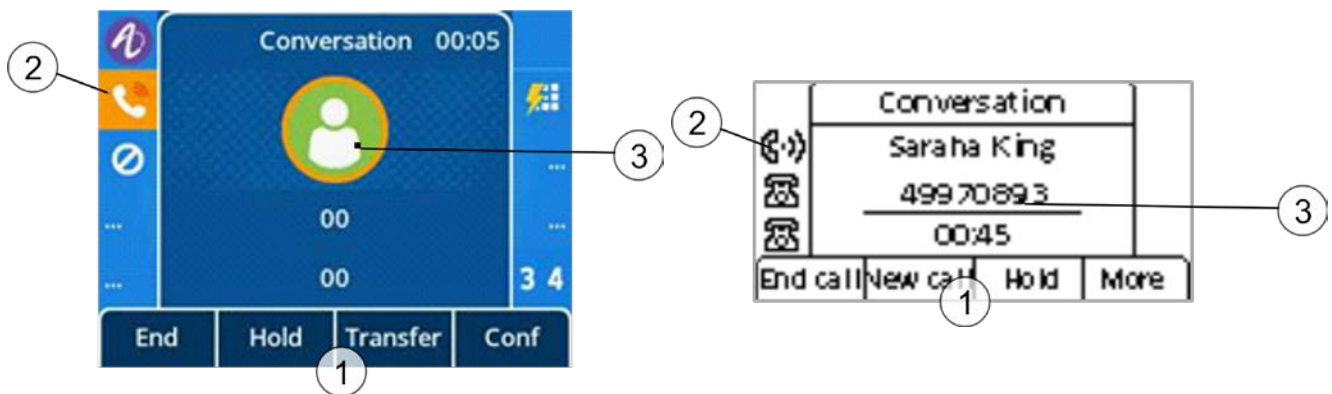 Conversation 00:05
2
3
...
... 00 ...
... 00 3 4
End Hold Transfer Conf
1
Conversation
2
Saraha King
49970893
3
00:45
End call New call Hold More
1